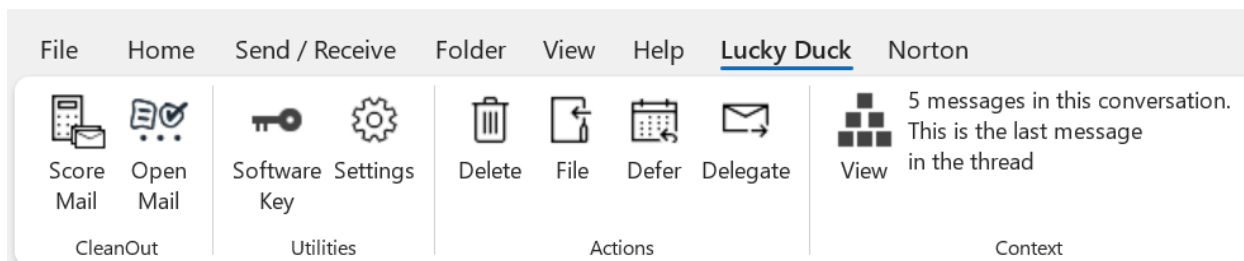 File Home Send / Receive Folder View Help Lucky Duck Norton
Score Mail
Open Mail
CleanOut
Software Key
Settings
Utilities
Delete
File
Defer
Delegate
Actions
View
5 messages in this conversation.
This is the last message
in the thread
Context